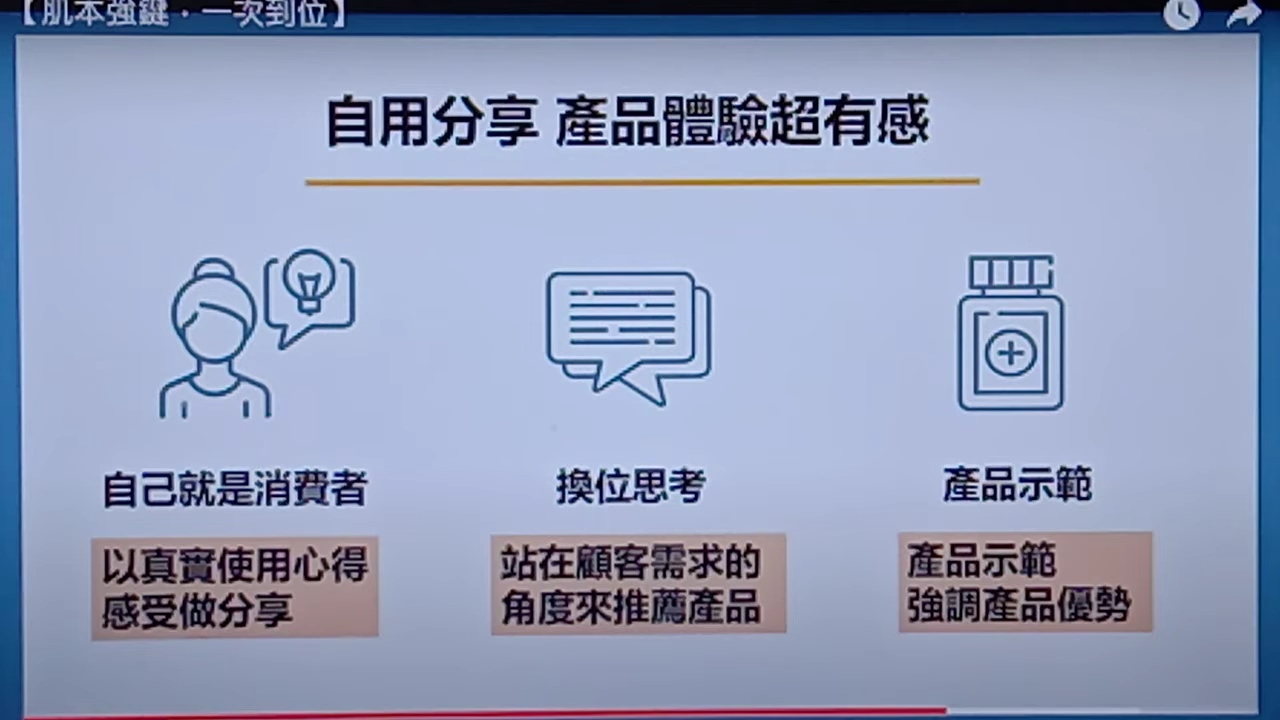 【肌本強鍵．一次到位】
自用分享 產品體驗超有感
自己就是消費者
以真實使用心得
感受做分享
換位思考
站在顧客需求的
角度來推薦產品
產品示範
產品示範
強調產品優勢